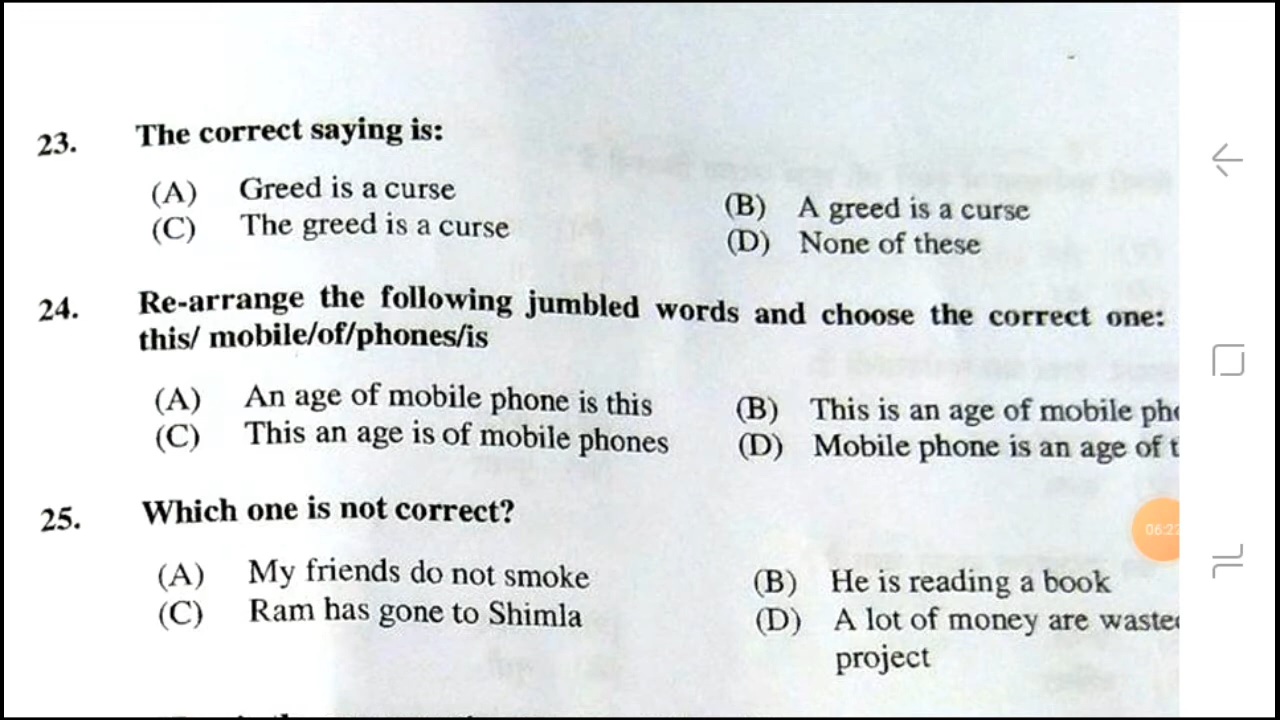 23. The correct saying is:
(A) Greed is a curse (B) A greed is a curse
(C) The greed is a curse (D) None of these
24. Re-arrange the following jumbled words and choose the correct one:
this/ mobile/of/phones/is
(A) An age of mobile phone is this (B) This is an age of mobile
(C) This an age is of mobile phones (D) Mobile phone is an age of
25. Which one is not correct?
(A) My friends do not smoke (B) He is reading a book
(C) Ram has gone to Shimla (D) A lot of money are
project